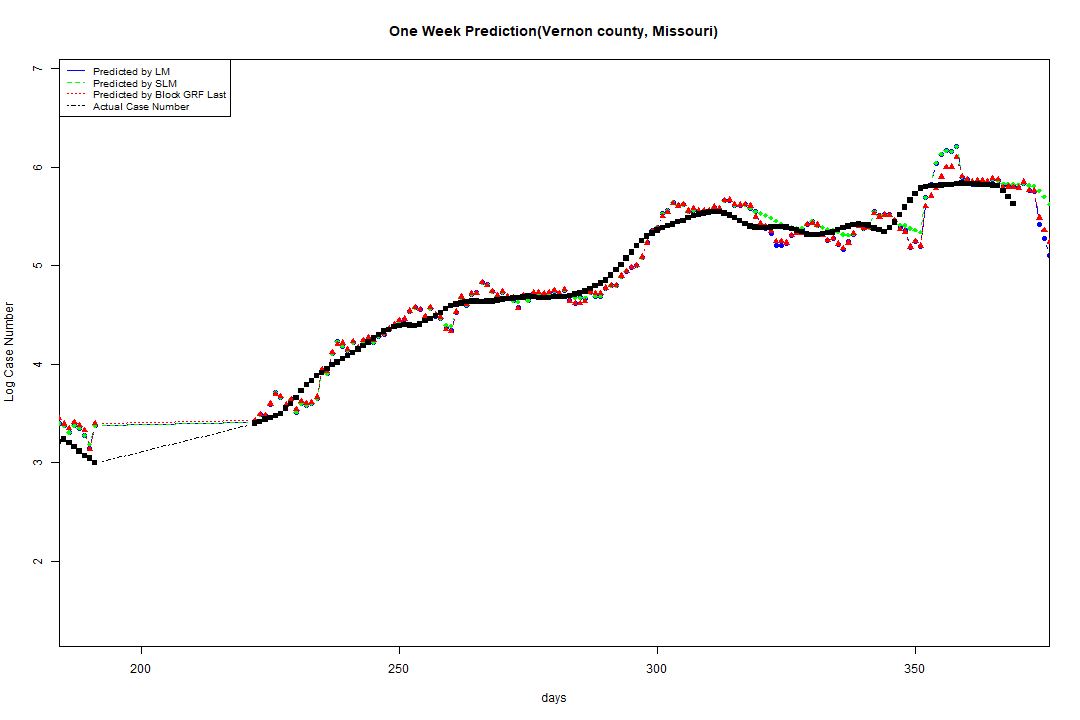 One Week Prediction(Vernon county, Missouri)
Predicted by LM
Predicted by SLM
Predicted by Block GRF Last
Actual Case Number
7
6
5
4
3
2
Log Case Number
200 250 300 350
days